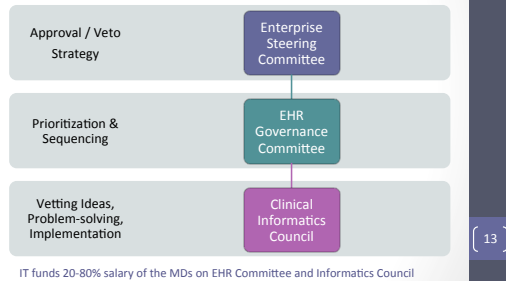 Approval / Veto
Strategy
Enterprise
Steering
Committee
Prioritization &
Sequencing
EHR
Governance
Committee
Vetting Ideas,
Problem-solving,
Implementation
Clinical
Informatics
Council
13
IT funds 20-80% salary of the MDs on EHR Committee and Informatics Council